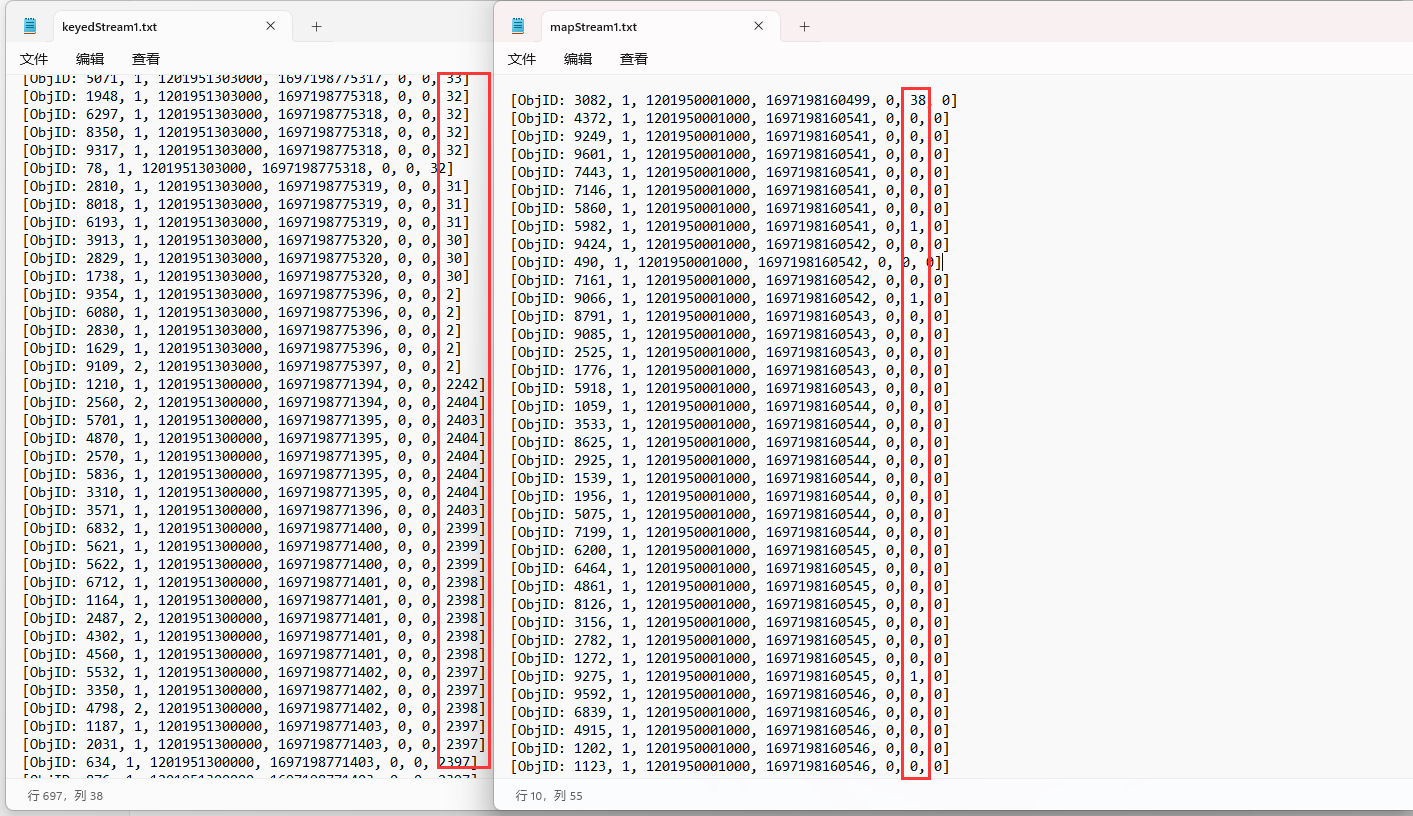 keyedStream1.txt
文件 编辑 查看
[ObjID: 5071, 1, 1201951303000, 1697198775317, 0, 0, 33]
[ObjID: 1948, 1, 1201951303000, 1697198775318, 0, 0, 32]
[ObjID: 6297, 1, 1201951303000, 1697198775318, 0, 0, 32]
[ObjID: 8350, 1, 1201951303000, 1697198775318, 0, 0, 32]
[ObjID: 9317, 1, 1201951303000, 1697198775318, 0, 0, 32]
[ObjID: 78, 1, 1201951303000, 1697198775318, 0, 0, 32]
[ObjID: 2810, 1, 1201951303000, 1697198775319, 0, 0, 31]
[ObjID: 8018, 1, 1201951303000, 1697198775319, 0, 0, 31]
[ObjID: 6193, 1, 1201951303000, 1697198775319, 0, 0, 31]
[ObjID: 3913, 1, 1201951303000, 1697198775320, 0, 0, 30]
[ObjID: 2829, 1, 1201951303000, 1697198775320, 0, 0, 30]
[ObjID: 1738, 1, 1201951303000, 1697198775320, 0, 0, 30]
[ObjID: 9354, 1, 1201951303000, 1697198775396, 0, 0, 2]
[ObjID: 6080, 1, 1201951303000, 1697198775396, 0, 0, 2]
[ObjID: 2830, 1, 1201951303000, 1697198775396, 0, 0, 2]
[ObjID: 1629, 1, 1201951303000, 1697198775396, 0, 0, 2]
[ObjID: 9109, 2, 1201951303000, 1697198775397, 0, 0, 2]
[ObjID: 1210, 1, 1201951300000, 1697198771394, 0, 0, 2242]
[ObjID: 2560, 2, 1201951300000, 1697198771394, 0, 0, 2404]
[ObjID: 5701, 1, 1201951300000, 1697198771395, 0, 0, 2403]
[ObjID: 4870, 1, 1201951300000, 1697198771395, 0, 0, 2404]
[ObjID: 2570, 1, 1201951300000, 1697198771395, 0, 0, 2404]
[ObjID: 5836, 1, 1201951300000, 1697198771395, 0, 0, 2404]
[ObjID: 3310, 1, 1201951300000, 1697198771395, 0, 0, 2404]
[ObjID: 3571, 1, 1201951300000, 1697198771396, 0, 0, 2403]
[ObjID: 6832, 1, 1201951300000, 1697198771400, 0, 0, 2399]
[ObjID: 5621, 1, 1201951300000, 1697198771400, 0, 0, 2399]
[ObjID: 5622, 1, 1201951300000, 1697198771400, 0, 0, 2399]
[ObjID: 6712, 1, 1201951300000, 1697198771401, 0, 0, 2398]
[ObjID: 1164, 1, 1201951300000, 1697198771401, 0, 0, 2398]
[ObjID: 2487, 2, 1201951300000, 1697198771401, 0, 0, 2398]
[ObjID: 4302, 1, 1201951300000, 1697198771401, 0, 0, 2398]
[ObjID: 4560, 1, 1201951300000, 1697198771401, 0, 0, 2398]
[ObjID: 5532, 1, 1201951300000, 1697198771402, 0, 0, 2397]
[ObjID: 3350, 1, 1201951300000, 1697198771402, 0, 0, 2397]
[ObjID: 4798, 2, 1201951300000, 1697198771402, 0, 0, 2398]
[ObjID: 1187, 1, 1201951300000, 1697198771403, 0, 0, 2397]
[ObjID: 2031, 1, 1201951300000, 1697198771403, 0, 0, 2397]
[ObjID: 634, 1, 1201951300000, 1697198771403, 0, 0, 2397]
[ObjID: 876, 1, 1201951300000, 1697198771403, 0, 0, 2397]
行 697，列 38
mapStream1.txt
文件 编辑 查看
[ObjID: 3082, 1, 1201950001000, 1697198160499, 0, 38, 0]
[ObjID: 4372, 1, 1201950001000, 1697198160541, 0, 0, 0]
[ObjID: 9249, 1, 1201950001000, 1697198160541, 0, 0, 0]
[ObjID: 9601, 1, 1201950001000, 1697198160541, 0, 0, 0]
[ObjID: 7443, 1, 1201950001000, 1697198160541, 0, 0, 0]
[ObjID: 7146, 1, 1201950001000, 1697198160541, 0, 0, 0]
[ObjID: 5860, 1, 1201950001000, 1697198160541, 0, 0, 0]
[ObjID: 5982, 1, 1201950001000, 1697198160541, 0, 1, 0]
[ObjID: 9424, 1, 1201950001000, 1697198160542, 0, 0, 0]
[ObjID: 490, 1, 1201950001000, 1697198160542, 0, 0, 0]
[ObjID: 7161, 1, 1201950001000, 1697198160542, 0, 0, 0]
[ObjID: 9066, 1, 1201950001000, 1697198160542, 0, 1, 0]
[ObjID: 8791, 1, 1201950001000, 1697198160543, 0, 0, 0]
[ObjID: 9085, 1, 1201950001000, 1697198160543, 0, 0, 0]
[ObjID: 2525, 1, 1201950001000, 1697198160543, 0, 0, 0]
[ObjID: 1776, 1, 1201950001000, 1697198160543, 0, 0, 0]
[ObjID: 5918, 1, 1201950001000, 1697198160543, 0, 0, 0]
[ObjID: 1059, 1, 1201950001000, 1697198160544, 0, 0, 0]
[ObjID: 3533, 1, 1201950001000, 1697198160544, 0, 0, 0]
[ObjID: 8625, 1, 1201950001000, 1697198160544, 0, 0, 0]
[ObjID: 2925, 1, 1201950001000, 1697198160544, 0, 0, 0]
[ObjID: 1539, 1, 1201950001000, 1697198160544, 0, 0, 0]
[ObjID: 1956, 1, 1201950001000, 1697198160544, 0, 0, 0]
[ObjID: 5075, 1, 1201950001000, 1697198160544, 0, 0, 0]
[ObjID: 7199, 1, 1201950001000, 1697198160544, 0, 0, 0]
[ObjID: 6200, 1, 1201950001000, 1697198160545, 0, 0, 0]
[ObjID: 6464, 1, 1201950001000, 1697198160545, 0, 0, 0]
[ObjID: 4861, 1, 1201950001000, 1697198160545, 0, 0, 0]
[ObjID: 8126, 1, 1201950001000, 1697198160545, 0, 0, 0]
[ObjID: 3156, 1, 1201950001000, 1697198160545, 0, 0, 0]
[ObjID: 2782, 1, 1201950001000, 1697198160545, 0, 0, 0]
[ObjID: 1272, 1, 1201950001000, 1697198160545, 0, 0, 0]
[ObjID: 9275, 1, 1201950001000, 1697198160545, 0, 1, 0]
[ObjID: 9592, 1, 1201950001000, 1697198160546, 0, 0, 0]
[ObjID: 6839, 1, 1201950001000, 1697198160546, 0, 0, 0]
[ObjID: 4915, 1, 1201950001000, 1697198160546, 0, 0, 0]
[ObjID: 1202, 1, 1201950001000, 1697198160546, 0, 0, 0]
[ObjID: 1123, 1, 1201950001000, 1697198160546, 0, 0, 0]
行 10，列 55